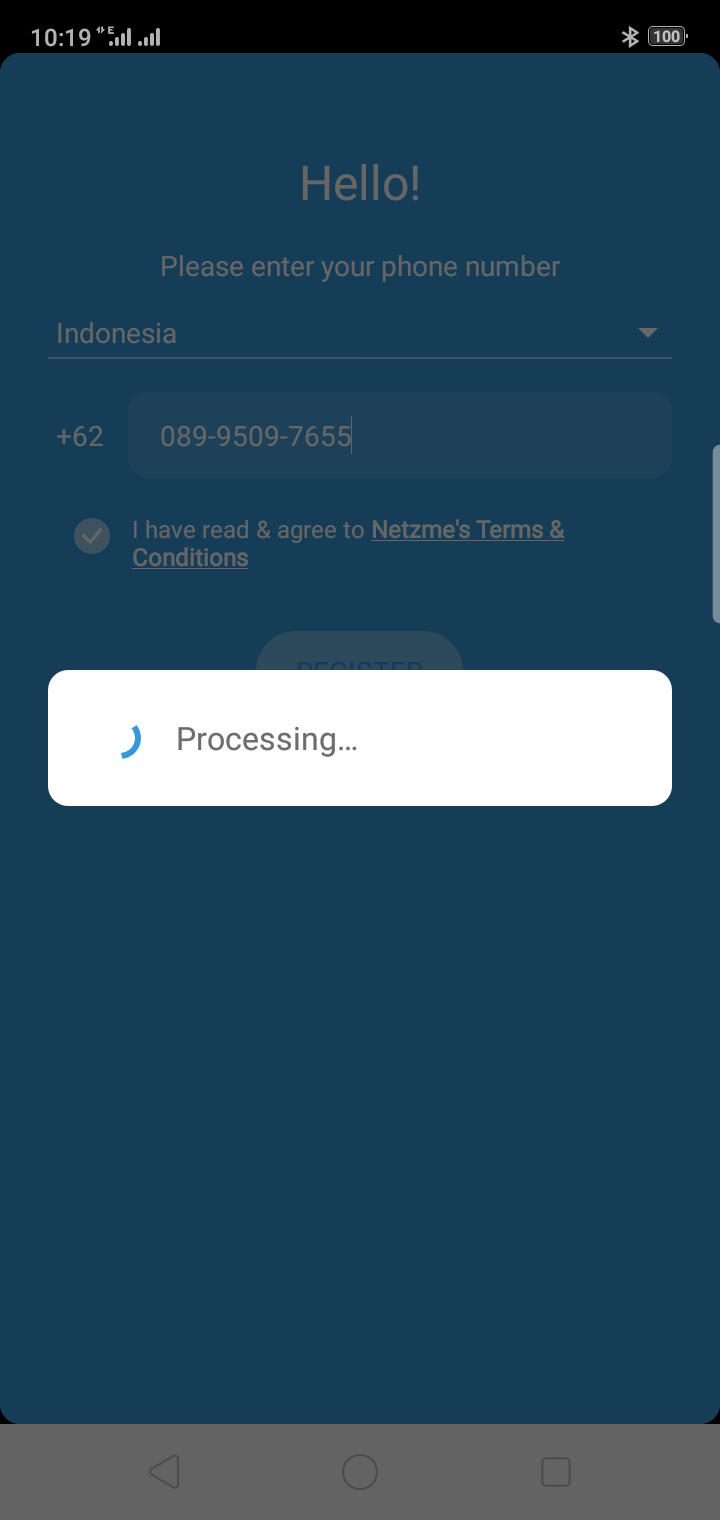 10:19 E 100
Hello!
Please enter your phone number
Indonesia
+62 089-9509-7655
I have read & agree to Netzme's Terms &
Conditions
REGISTER
Processing...